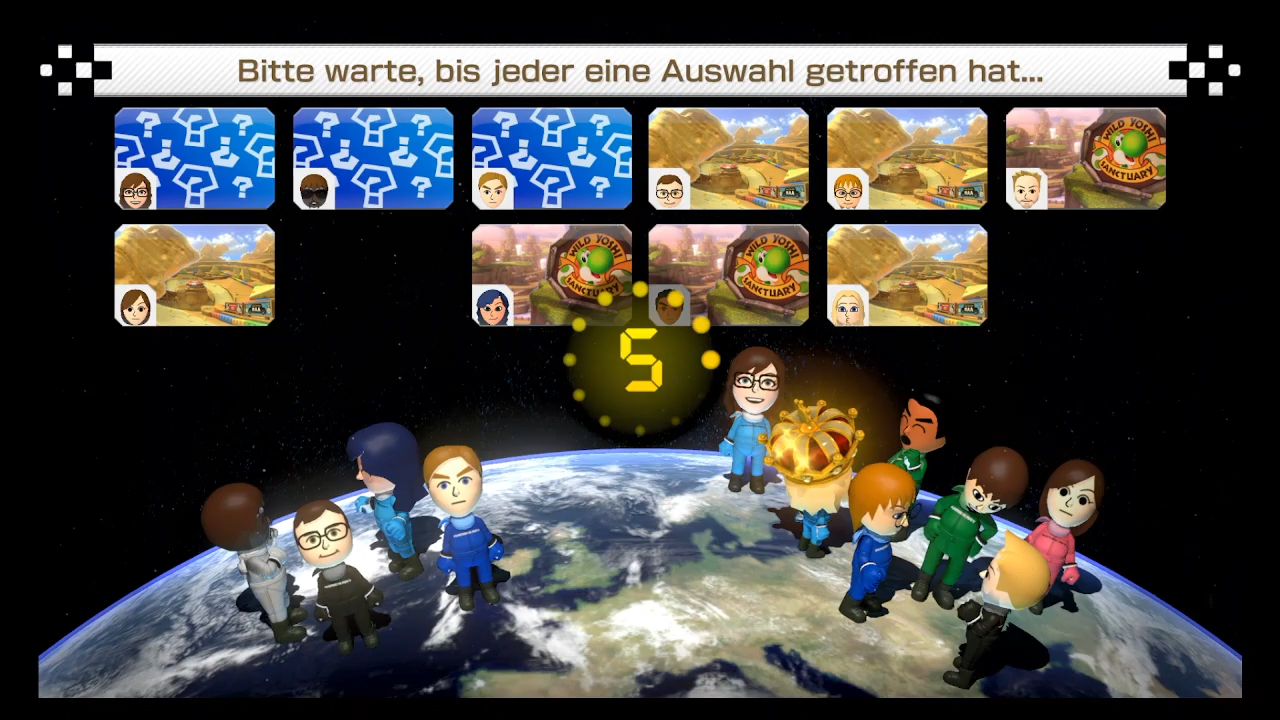 Bitte warte, bis jeder eine Auswahl getroffen hat...
WILD YOSHI
SANCTUARY
WILD YOSHI
SANCTUARY
WILD YOSHI
SANCTUARY
5